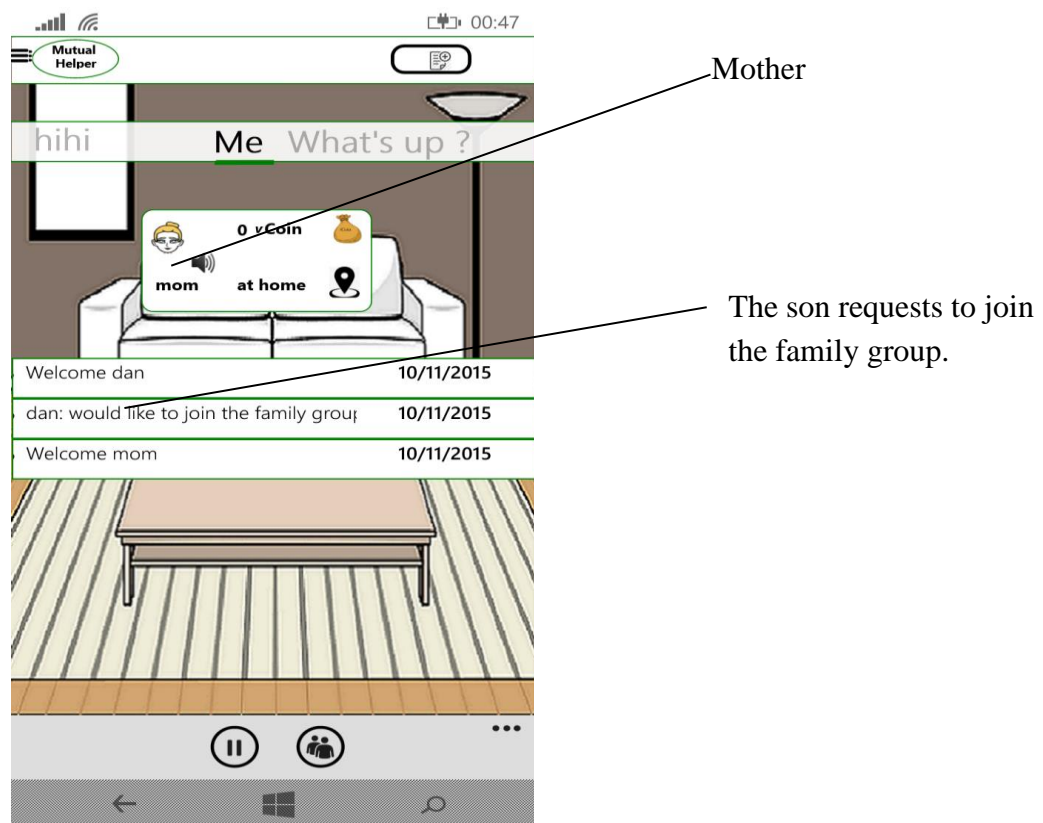 00:47
Mutual
Helper
Mother
hihi Me What's up ?
0 vCoin
mom at home
The son requests to join
the family group.
Welcome dan 10/11/2015
dan: would like to join the family group 10/11/2015
Welcome mom 10/11/2015